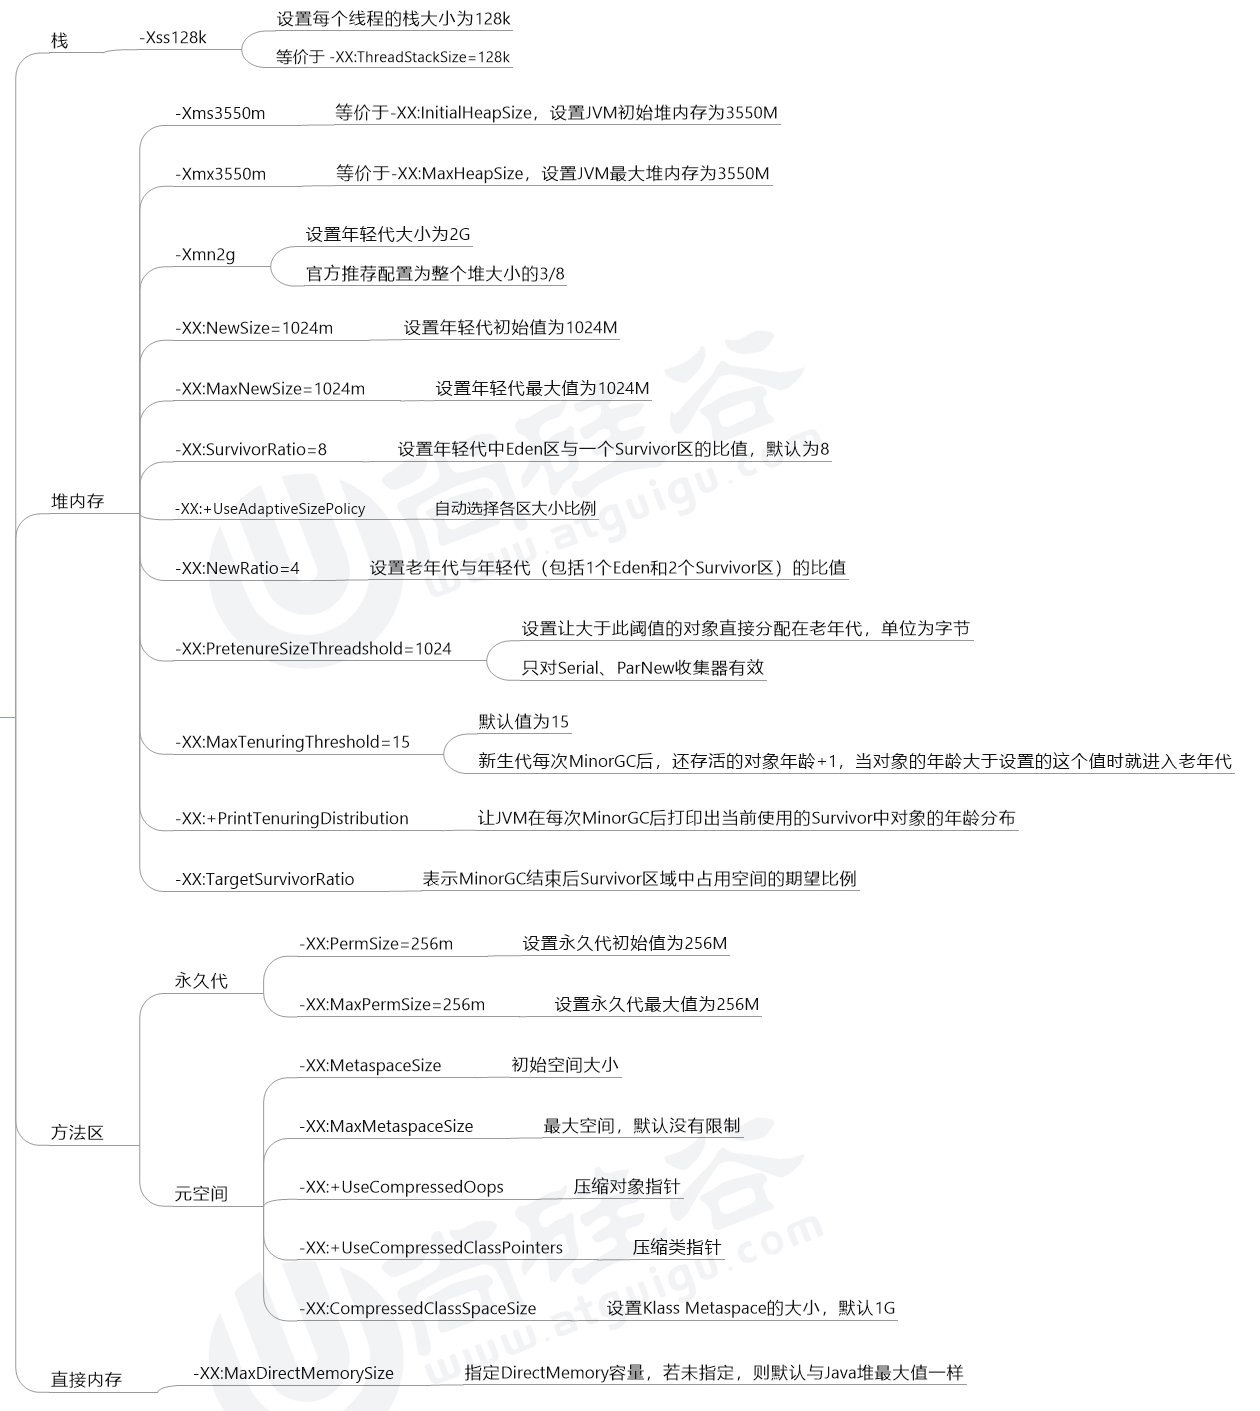 栈
-Xss128k
设置每个线程的栈大小为128k
等价于 -XX:ThreadStackSize=128k
堆内存
-Xms3550m
等价于-XX:InitialHeapSize，设置JVM初始堆内存为3550M
-Xmx3550m
等价于-XX:MaxHeapSize，设置JVM最大堆内存为3550M
-Xmn2g
设置年轻代大小为2G
官方推荐配置为整个堆大小的3/8
-XX:NewSize=1024m
设置年轻代初始值为1024M
-XX:MaxNewSize=1024m
设置年轻代最大值为1024M
-XX:SurvivorRatio=8
设置年轻代中Eden区与一个Survivor区的比值，默认为8
-XX:+UseAdaptiveSizePolicy
自动选择各区大小比例
-XX:NewRatio=4
设置老年代与年轻代（包括1个Eden和2个Survivor区）的比值
-XX:PretenureSizeThreadshold=1024
设置让大于此阈值的对象直接分配在老年代，单位为字节
只对Serial、ParNew收集器有效
-XX:MaxTenuringThreshold=15
默认值为15
新生代每次MinorGC后，还存活的对象年龄+1，当对象的年龄大于设置的这个值时就进入老年代
-XX:+PrintTenuringDistribution
让JVM在每次MinorGC后打印出当前使用的Survivor中对象的年龄分布
-XX:TargetSurvivorRatio
表示MinorGC结束后Survivor区域中占用空间的期望比例
方法区
永久代
-XX:PermSize=256m
设置永久代初始值为256M
-XX:MaxPermSize=256m
设置永久代最大值为256M
元空间
-XX:MetaspaceSize
初始空间大小
-XX:MaxMetaspaceSize
最大空间，默认没有限制
-XX:+UseCompressedOops
压缩对象指针
-XX:+UseCompressedClassPointers
压缩类指针
-XX:CompressedClassSpaceSize
设置Klass Metaspace的大小，默认1G
直接内存
-XX:MaxDirectMemorySize
指定DirectMemory容量，若未指定，则默认与Java堆最大值一样
尚硅谷
www.atguigu.com
尚硅谷
www.atguigu.com